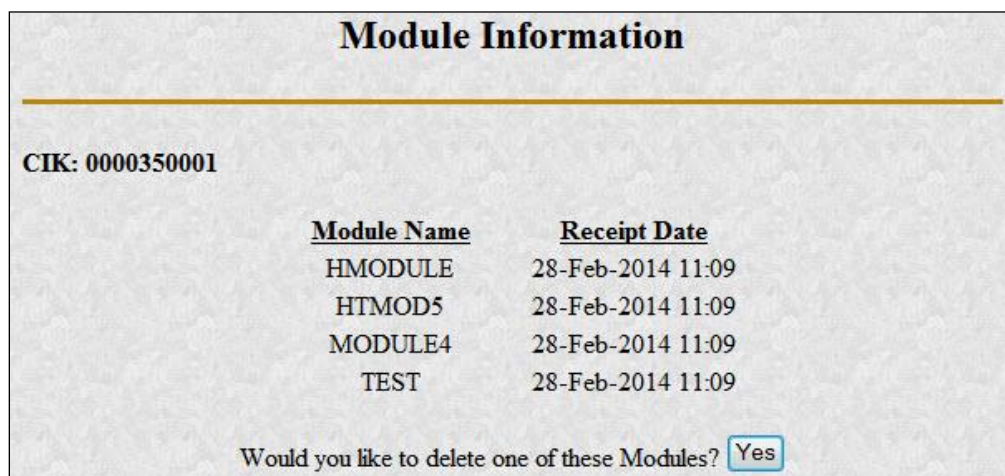 Module Information
CIK: 0000350001
Module Name Receipt Date
HMODULE 28-Feb-2014 11:09
HTMOD5 28-Feb-2014 11:09
MODULE4 28-Feb-2014 11:09
TEST 28-Feb-2014 11:09
Would you like to delete one of these Modules? Yes